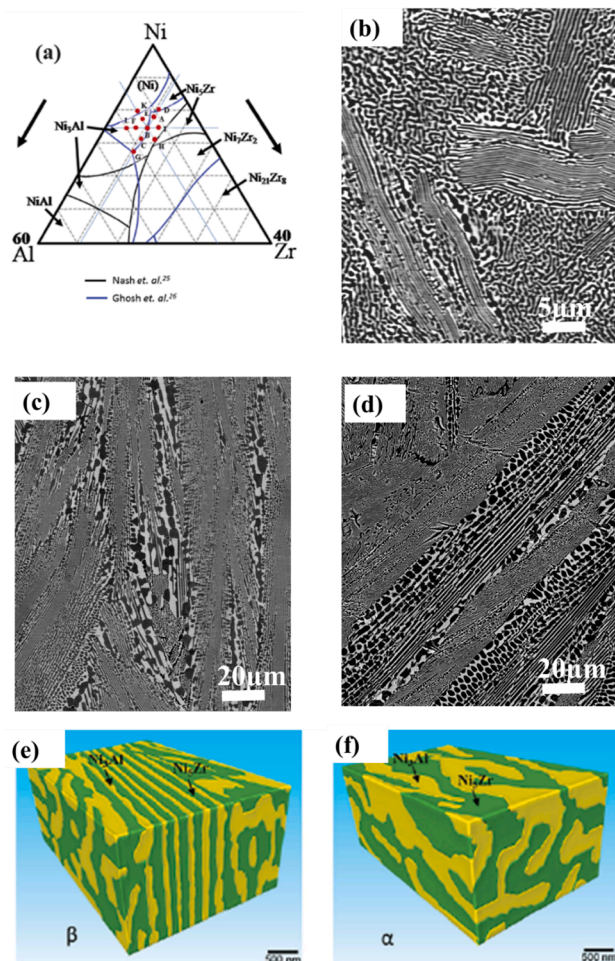 (a)
Ni
(Ni)
Ni5Zr
K
D
E
A
L
F
I
B
C
H
G
Ni3Al
Ni7Zr2
Ni21Zr8
NiAl
60
40
Al
Zr
Nash et. al.25
Ghosh et. al.26
(b)
5μm
(c)
20μm
(d)
20μm
(e)
Ni3Al
Ni5Zr
β
500 nm
(f)
Ni3Al
Ni5Zr
α
500 nm